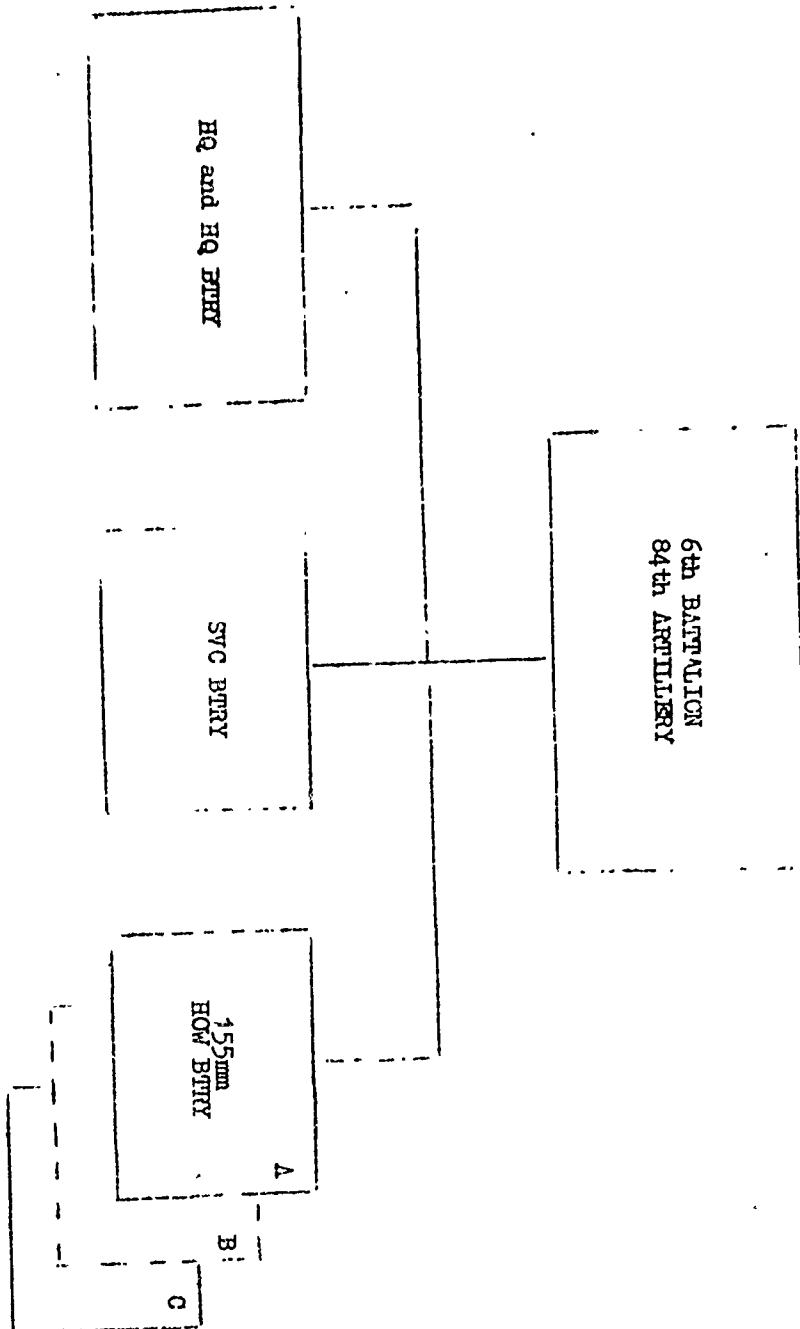 6th BATTALION
84th ARTILLERY
HQ and HQ BTRY
SVC BTRY
155mm
HOW BTRY
A
B
C